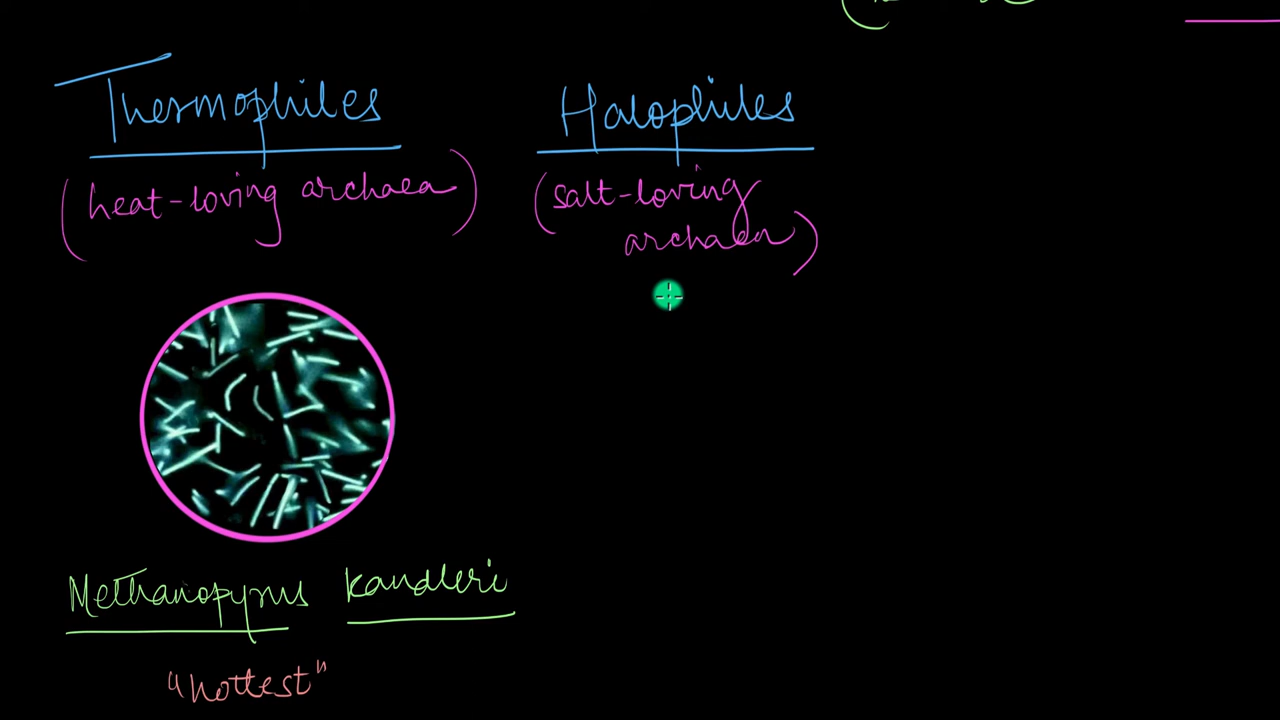 Thermophiles
(heat-loving archaea)
Halophiles
(salt-loving
archaea)
Methanopyrus kandleri
"hottest"